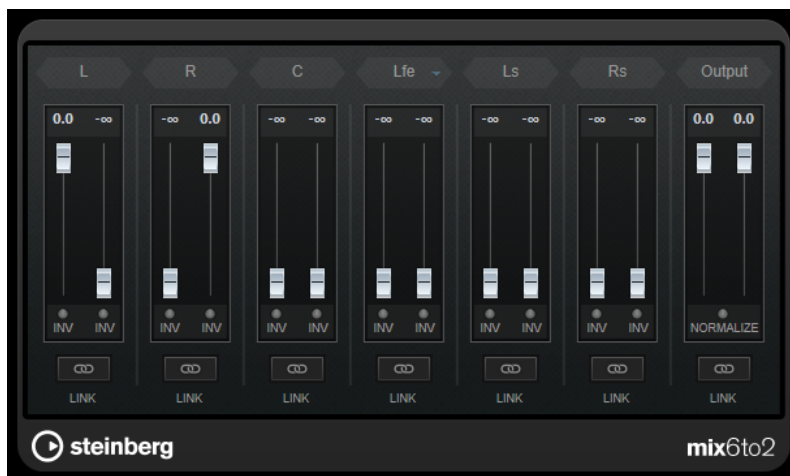 L R C Lfe Ls Rs Output
0.0 -∞ -∞ 0.0 -∞ -∞ -∞ -∞ -∞ -∞ -∞ -∞ 0.0 0.0
INV INV INV INV INV INV INV INV INV INV INV INV NORMALIZE
LINK LINK LINK LINK LINK LINK LINK
steinberg mix6to2